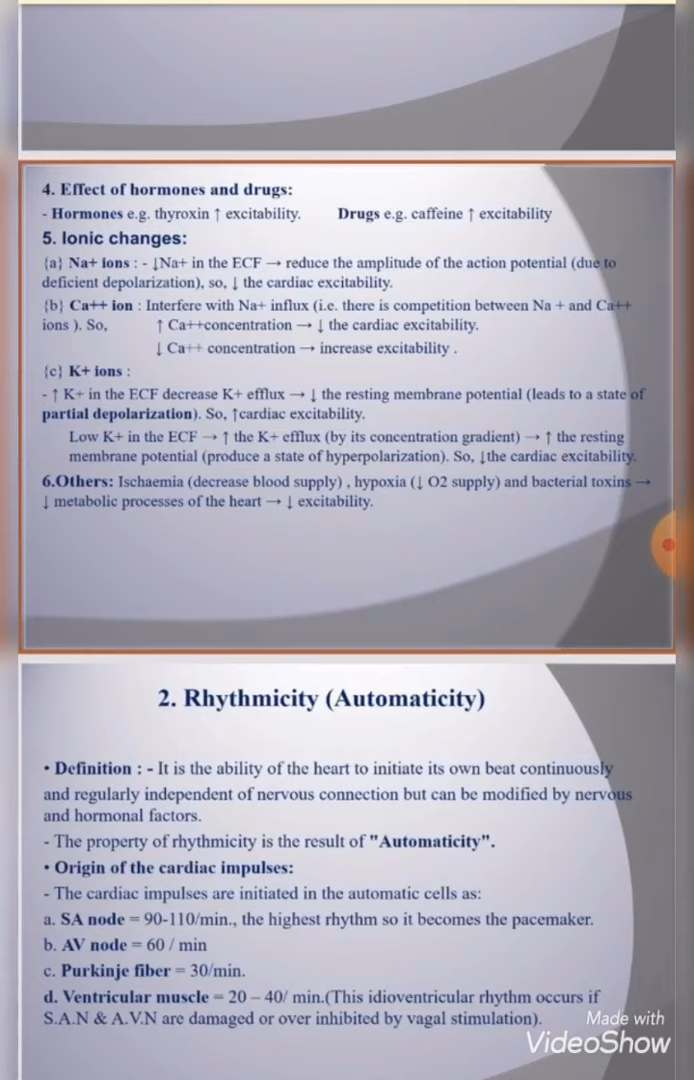 4. Effect of hormones and drugs:
- Hormones e.g. thyroxin ↑ excitability. Drugs e.g. caffeine ↑ excitability
5. Ionic changes:
{a} Na+ ions : - ↓Na+ in the ECF → reduce the amplitude of the action potential (due to
deficient depolarization), so, ↓ the cardiac excitability.
{b} Ca++ ion : Interfere with Na+ influx (i.e. there is competition between Na + and Ca++
ions ). So, ↑ Ca++concentration → ↓ the cardiac excitability.
↓ Ca++ concentration → increase excitability .
{c} K+ ions :
- ↑ K+ in the ECF decrease K+ efflux → ↓ the resting membrane potential (leads to a state of
partial depolarization). So, ↑cardiac excitability.
Low K+ in the ECF → ↑ the K+ efflux (by its concentration gradient) → ↑ the resting
membrane potential (produce a state of hyperpolarization). So, ↓the cardiac excitability.
6.Others: Ischaemia (decrease blood supply) , hypoxia (↓ O2 supply) and bacterial toxins →
↓ metabolic processes of the heart → ↓ excitability.
2. Rhythmicity (Automaticity)
• Definition : - It is the ability of the heart to initiate its own beat continuously
and regularly independent of nervous connection but can be modified by nervous
and hormonal factors.
- The property of rhythmicity is the result of "Automaticity".
• Origin of the cardiac impulses:
- The cardiac impulses are initiated in the automatic cells as:
a. SA node = 90-110/min., the highest rhythm so it becomes the pacemaker.
b. AV node = 60 / min
c. Purkinje fiber = 30/min.
d. Ventricular muscle = 20 – 40/ min.(This idioventricular rhythm occurs if
S.A.N & A.V.N are damaged or over inhibited by vagal stimulation).
Made with
VideoShow